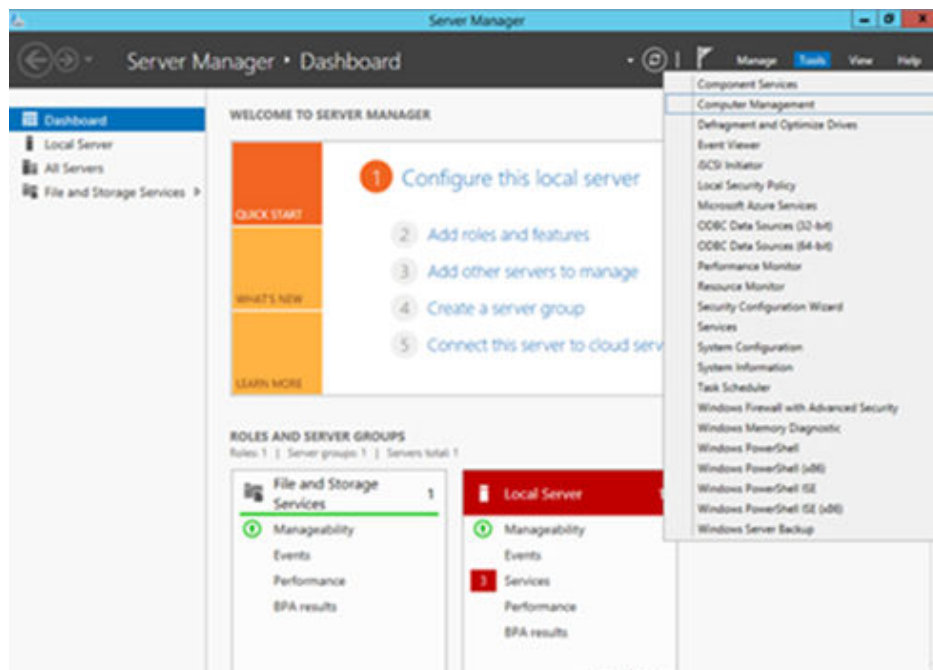 Server Manager
Server Manager • Dashboard
Manage Tools View Help
Dashboard
Local Server
All Servers
File and Storage Services
WELCOME TO SERVER MANAGER
QUICK START
WHAT'S NEW
LEARN MORE
1 Configure this local server
2 Add roles and features
3 Add other servers to manage
4 Create a server group
5 Connect this server to cloud serv
Component Services
Computer Management
Defragment and Optimize Drives
Event Viewer
iSCSI Initiator
Local Security Policy
Microsoft Azure Services
ODBC Data Sources (32-bit)
ODBC Data Sources (64-bit)
Performance Monitor
Resource Monitor
Security Configuration Wizard
Services
System Configuration
System Information
Task Scheduler
Windows Firewall with Advanced Security
Windows Memory Diagnostic
Windows PowerShell
Windows PowerShell (x86)
Windows PowerShell ISE
Windows PowerShell ISE (x86)
Windows Server Backup
ROLES AND SERVER GROUPS
Roles: 1 | Server groups: 1 | Servers total: 1
File and Storage
Services
1
Manageability
Events
Performance
BPA results
Local Server
1
Manageability
Events
3 Services
Performance
BPA results